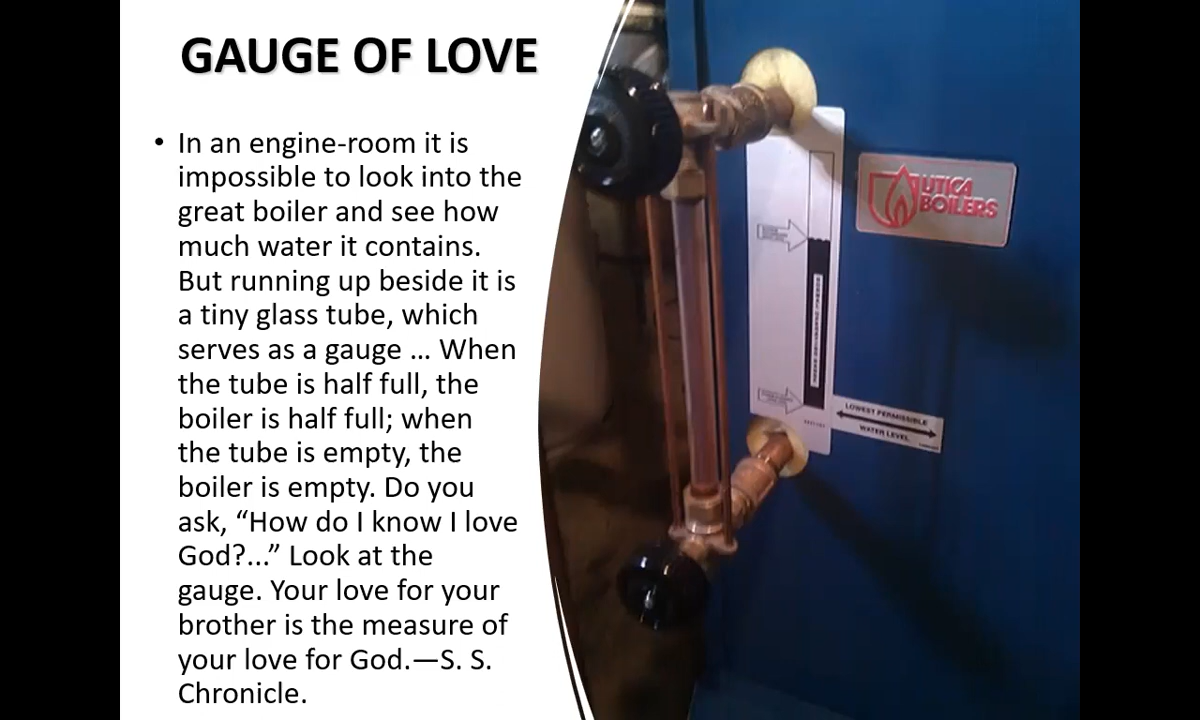 GAUGE OF LOVE
• In an engine-room it is
impossible to look into the
great boiler and see how
much water it contains.
But running up beside it is
a tiny glass tube, which
serves as a gauge ... When
the tube is half full, the
boiler is half full; when
the tube is empty, the
boiler is empty. Do you
ask, “How do I know I love
God?...” Look at the
gauge. Your love for your
brother is the measure of
your love for God.—S. S.
Chronicle.
UTICA
BOILERS
LOWEST PERMISSIBLE
WATER LEVEL